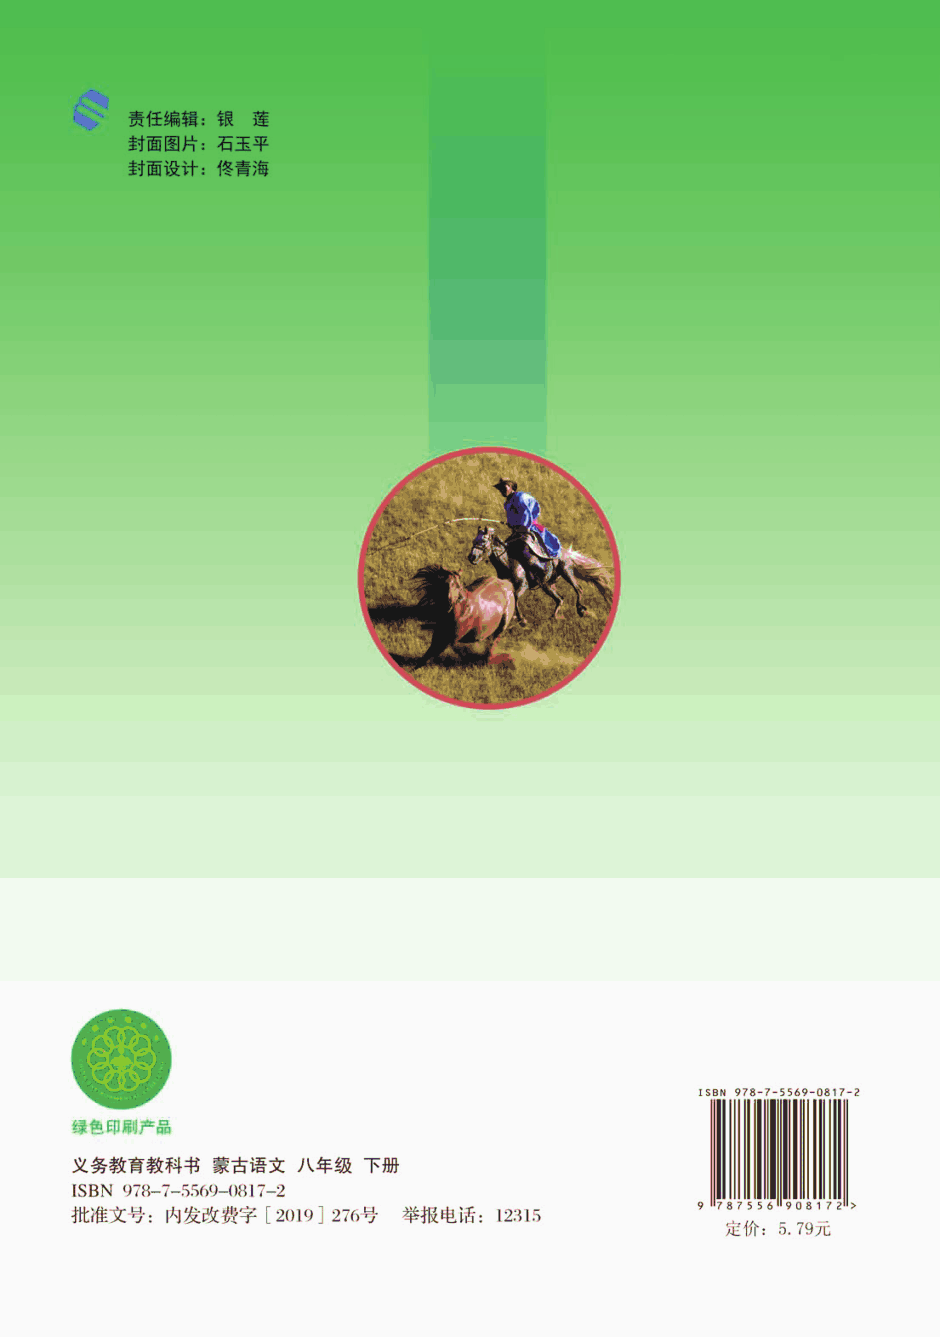 责任编辑：银　莲
封面图片：石玉平
封面设计：佟青海
绿色印刷产品
义务教育教科书 蒙古语文 八年级 下册
ISBN 978-7-5569-0817-2
批准文号：内发改费字［2019］276号 举报电话：12315
ISBN 978-7-5569-0817-2
9 787556 908172 >
定价：5.79元